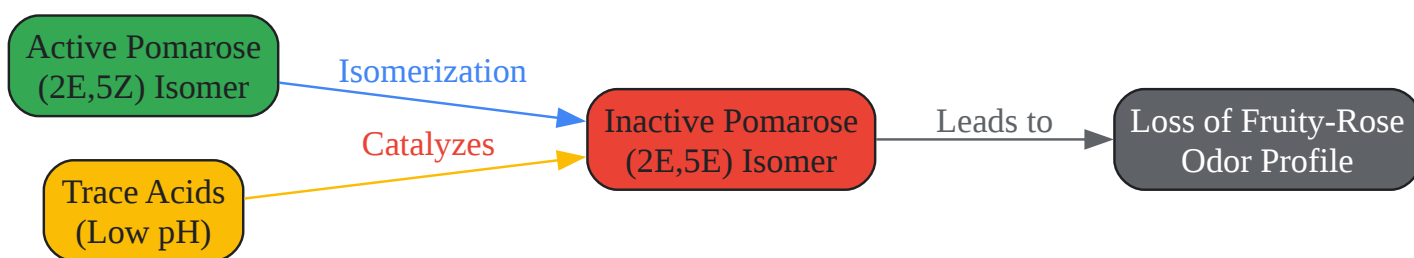 Active Pomarose
(2E,5Z) Isomer
Isomerization
Catalyzes
Trace Acids
(Low pH)
Inactive Pomarose
(2E,5E) Isomer
Leads to
Loss of Fruity-Rose
Odor Profile